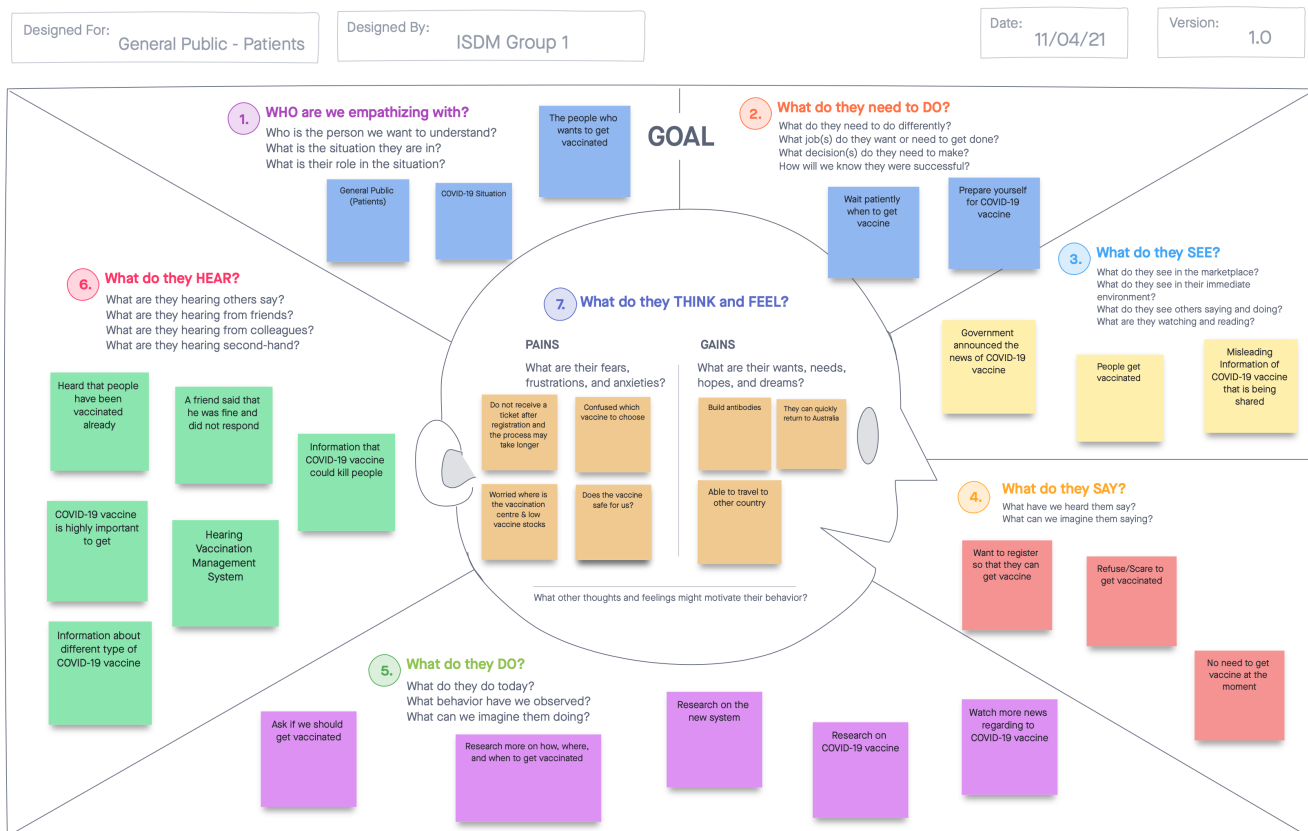 Designed For:
General Public - Patients
Designed By:
ISDM Group 1
Date:
11/04/21
Version:
1.0
1.
WHO are we empathizing with?
Who is the person we want to understand?
What is the situation they are in?
What is their role in the situation?
General Public
(Patients)
COVID-19 Situation
The people who
wants to get
vaccinated
GOAL
2.
What do they need to DO?
What do they need to do differently?
What job(s) do they want or need to get done?
What decision(s) do they need to make?
How will we know they were successful?
Wait patiently
when to get
vaccine
Prepare yourself
for COVID-19
vaccine
3.
What do they SEE?
What do they see in the marketplace?
What do they see in their immediate
environment?
What do they see others saying and doing?
What are they watching and reading?
Government
announced the
news of COVID-19
vaccine
People get
vaccinated
Misleading
Information of
COVID-19 vaccine
that is being
shared
4.
What do they SAY?
What have we heard them say?
What can we imagine them saying?
Want to register
so that they can
get vaccine
Refuse/Scare to
get vaccinated
No need to get
vaccine at the
moment
5.
What do they DO?
What do they do today?
What behavior have we observed?
What can we imagine them doing?
Ask if we should
get vaccinated
Research more on how, where,
and when to get vaccinated
Research on the
new system
Research on
COVID-19 vaccine
Watch more news
regarding to
COVID-19 vaccine
6.
What do they HEAR?
What are they hearing others say?
What are they hearing from friends?
What are they hearing from colleagues?
What are they hearing second-hand?
Heard that people
have been
vaccinated
already
A friend said that
he was fine and
did not respond
Information that
COVID-19 vaccine
could kill people
COVID-19 vaccine
is highly important
to get
Hearing
Vaccination
Management
System
Information about
different type of
COVID-19 vaccine
7.
What do they THINK and FEEL?
PAINS
What are their fears,
frustrations, and anxieties?
Do not receive a
ticket after
registration and
the process may
take longer
Confused which
vaccine to choose
Worried where is
the vaccination
centre & low
vaccine stocks
Does the vaccine
safe for us?
GAINS
What are their wants, needs,
hopes, and dreams?
Build antibodies
They can quickly
return to Australia
Able to travel to
other country
What other thoughts and feelings might motivate their behavior?